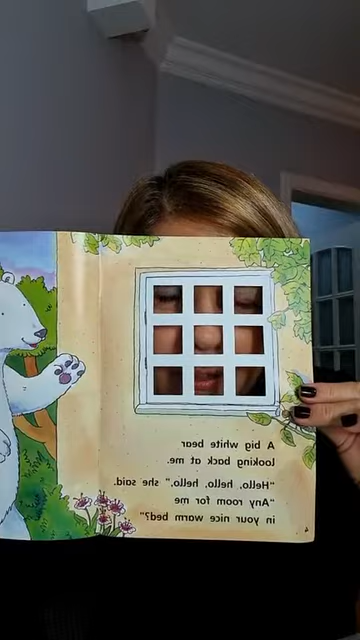 A big white bear
looking back at me.
"Hello, hello, hello," she said.
"Any room for me
in your nice warm bed?"
4